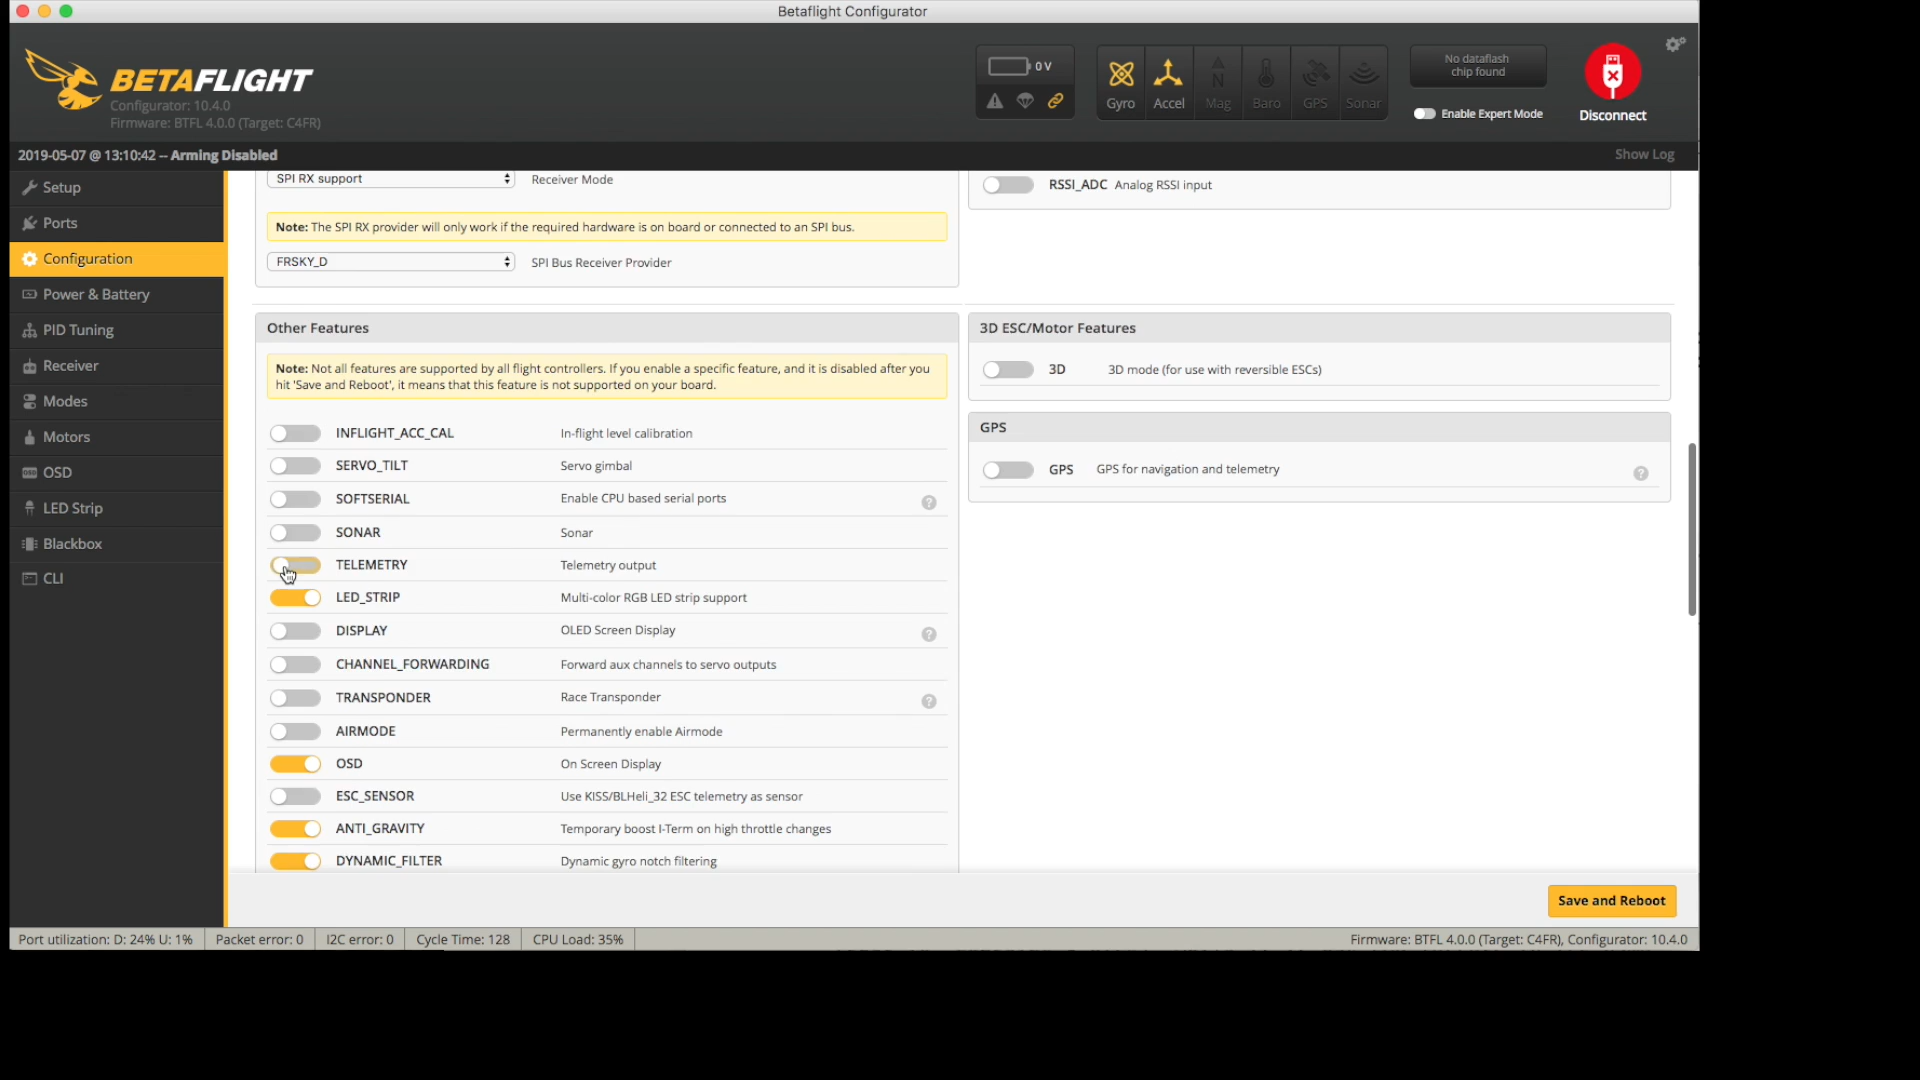 Betaflight Configurator
BETAFLIGHT
Configurator: 10.4.0
Firmware: BTFL 4.0.0 (Target: C4FR)
0 V
Gyro
Accel
Mag
Baro
GPS
Sonar
No dataflash
chip found
Enable Expert Mode
Disconnect
2019-05-07 @ 13:10:42 -- Arming Disabled
Show Log
Setup
Ports
Configuration
Power & Battery
PID Tuning
Receiver
Modes
Motors
OSD
LED Strip
Blackbox
CLI
SPI RX support
Receiver Mode
Note: The SPI RX provider will only work if the required hardware is on board or connected to an SPI bus.
FRSKY_D
SPI Bus Receiver Provider
RSSI_ADC Analog RSSI input
Other Features
Note: Not all features are supported by all flight controllers. If you enable a specific feature, and it is disabled after you
hit 'Save and Reboot', it means that this feature is not supported on your board.
INFLIGHT_ACC_CAL In-flight level calibration
SERVO_TILT Servo gimbal
SOFTSERIAL Enable CPU based serial ports ?
SONAR Sonar
TELEMETRY Telemetry output
LED_STRIP Multi-color RGB LED strip support
DISPLAY OLED Screen Display ?
CHANNEL_FORWARDING Forward aux channels to servo outputs
TRANSPONDER Race Transponder ?
AIRMODE Permanently enable Airmode
OSD On Screen Display
ESC_SENSOR Use KISS/BLHeli_32 ESC telemetry as sensor
ANTI_GRAVITY Temporary boost I-Term on high throttle changes
DYNAMIC_FILTER Dynamic gyro notch filtering
3D ESC/Motor Features
3D 3D mode (for use with reversible ESCs)
GPS
GPS GPS for navigation and telemetry ?
Save and Reboot
Port utilization: D: 24% U: 1% Packet error: 0 I2C error: 0 Cycle Time: 128 CPU Load: 35% Firmware: BTFL 4.0.0 (Target: C4FR), Configurator: 10.4.0